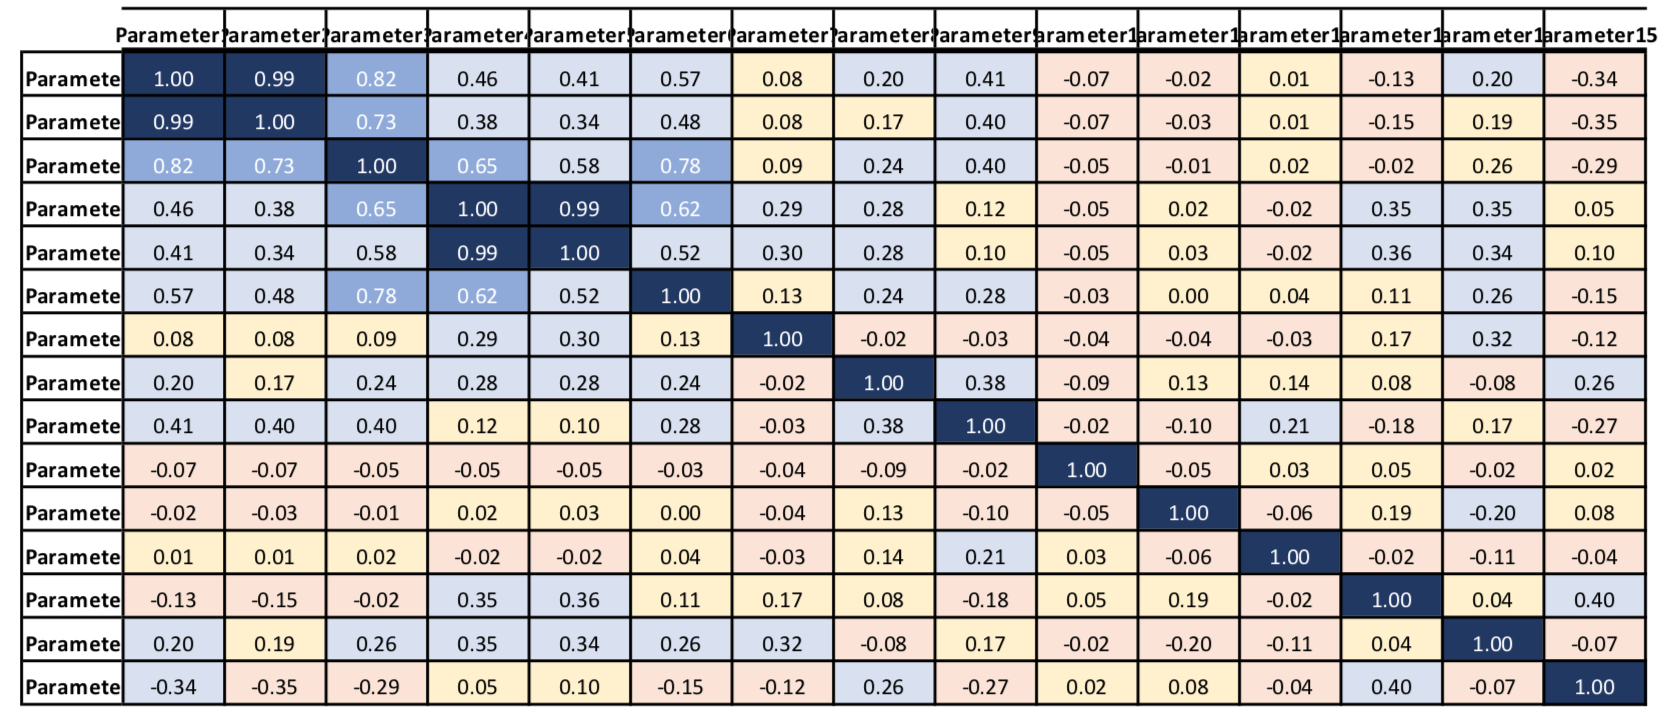 Parameter1 Parameter2 Parameter3 Parameter4 Parameter5 Parameter6 Parameter7 Parameter8 Parameter9 arameter1 arameter1 arameter1 arameter1 arameter1 arameter15
Paramete 1.00 0.99 0.82 0.46 0.41 0.57 0.08 0.20 0.41 -0.07 -0.02 0.01 -0.13 0.20 -0.34
Paramete 0.99 1.00 0.73 0.38 0.34 0.48 0.08 0.17 0.40 -0.07 -0.03 0.01 -0.15 0.19 -0.35
Paramete 0.82 0.73 1.00 0.65 0.58 0.78 0.09 0.24 0.40 -0.05 -0.01 0.02 -0.02 0.26 -0.29
Paramete 0.46 0.38 0.65 1.00 0.99 0.62 0.29 0.28 0.12 -0.05 0.02 -0.02 0.35 0.35 0.05
Paramete 0.41 0.34 0.58 0.99 1.00 0.52 0.30 0.28 0.10 -0.05 0.03 -0.02 0.36 0.34 0.10
Paramete 0.57 0.48 0.78 0.62 0.52 1.00 0.13 0.24 0.28 -0.03 0.00 0.04 0.11 0.26 -0.15
Paramete 0.08 0.08 0.09 0.29 0.30 0.13 1.00 -0.02 -0.03 -0.04 -0.04 -0.03 0.17 0.32 -0.12
Paramete 0.20 0.17 0.24 0.28 0.28 0.24 -0.02 1.00 0.38 -0.09 0.13 0.14 0.08 -0.08 0.26
Paramete 0.41 0.40 0.40 0.12 0.10 0.28 -0.03 0.38 1.00 -0.02 -0.10 0.21 -0.18 0.17 -0.27
Paramete -0.07 -0.07 -0.05 -0.05 -0.05 -0.03 -0.04 -0.09 -0.02 1.00 -0.05 0.03 0.05 -0.02 0.02
Paramete -0.02 -0.03 -0.01 0.02 0.03 0.00 -0.04 0.13 -0.10 -0.05 1.00 -0.06 0.19 -0.20 0.08
Paramete 0.01 0.01 0.02 -0.02 -0.02 0.04 -0.03 0.14 0.21 0.03 -0.06 1.00 -0.02 -0.11 -0.04
Paramete -0.13 -0.15 -0.02 0.35 0.36 0.11 0.17 0.08 -0.18 0.05 0.19 -0.02 1.00 0.04 0.40
Paramete 0.20 0.19 0.26 0.35 0.34 0.26 0.32 -0.08 0.17 -0.02 -0.20 -0.11 0.04 1.00 -0.07
Paramete -0.34 -0.35 -0.29 0.05 0.10 -0.15 -0.12 0.26 -0.27 0.02 0.08 -0.04 0.40 -0.07 1.00